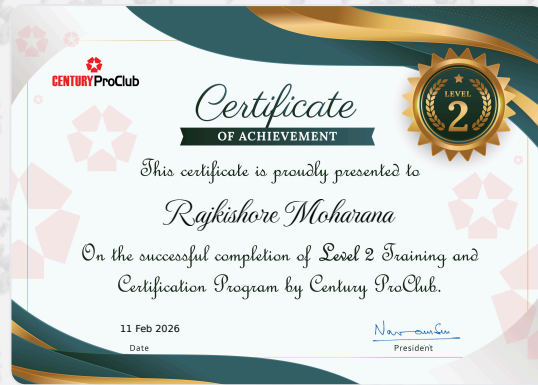 CENTURY ProClub
LEVEL
2
Certificate
OF ACHIEVEMENT
This certificate is proudly presented to
Rajkishore Moharana
On the successful completion of Level 2 Training and
Certification Program by Century ProClub.
11 Feb 2026
Date
President